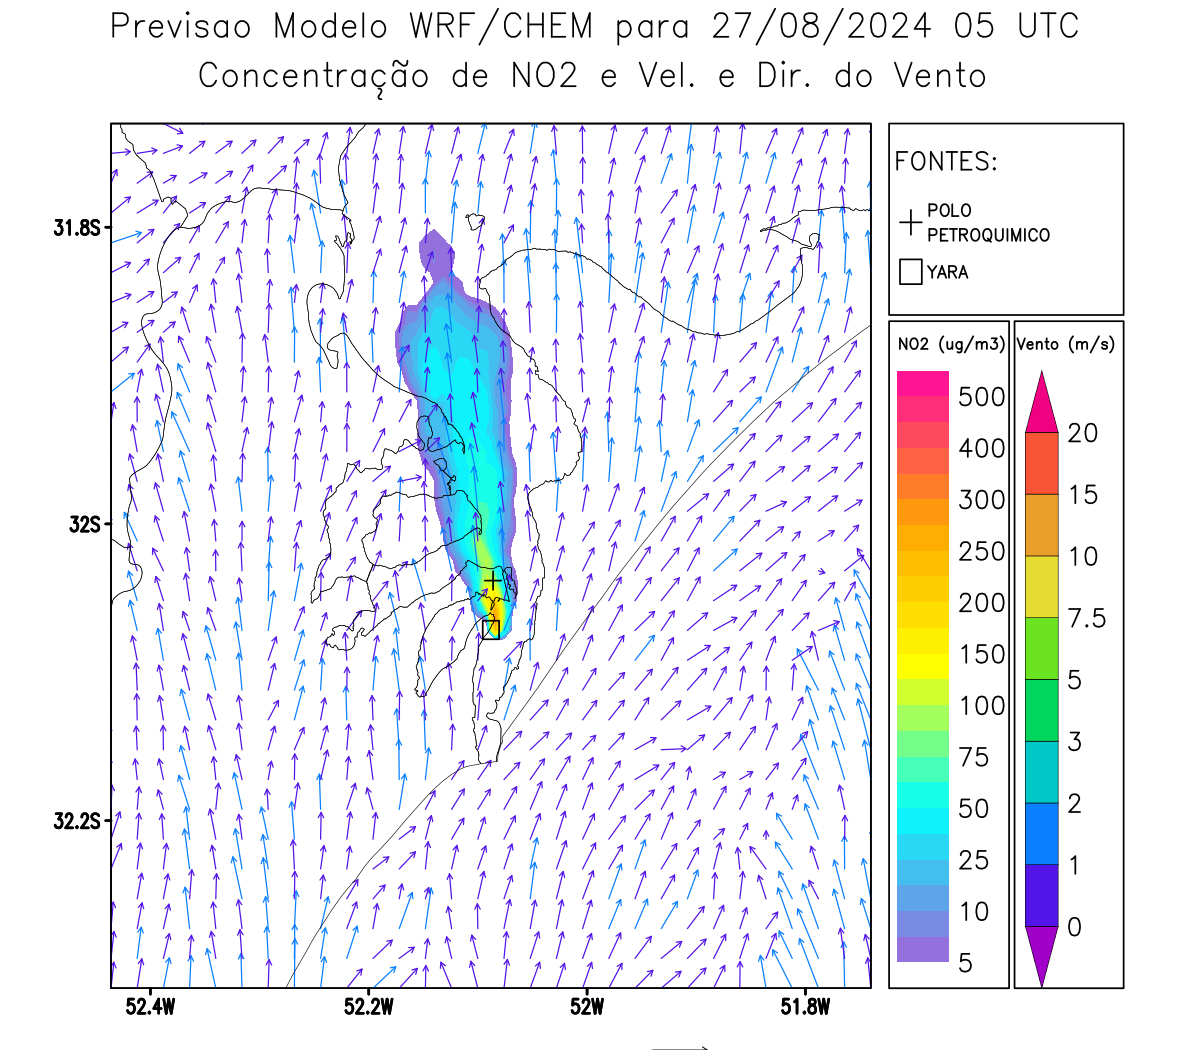 Previsao Modelo WRF/CHEM para 27/08/2024 05 UTC
Concentração de NO2 e Vel. e Dir. do Vento
FONTES:
POLO
PETROQUIMICO
YARA
NO2 (ug/m3)
500
400
300
250
200
150
100
75
50
25
10
5
Vento (m/s)
20
15
10
7.5
5
3
2
1
0
31.8S
32S
32.2S
52.4W
52.2W
52W
51.8W